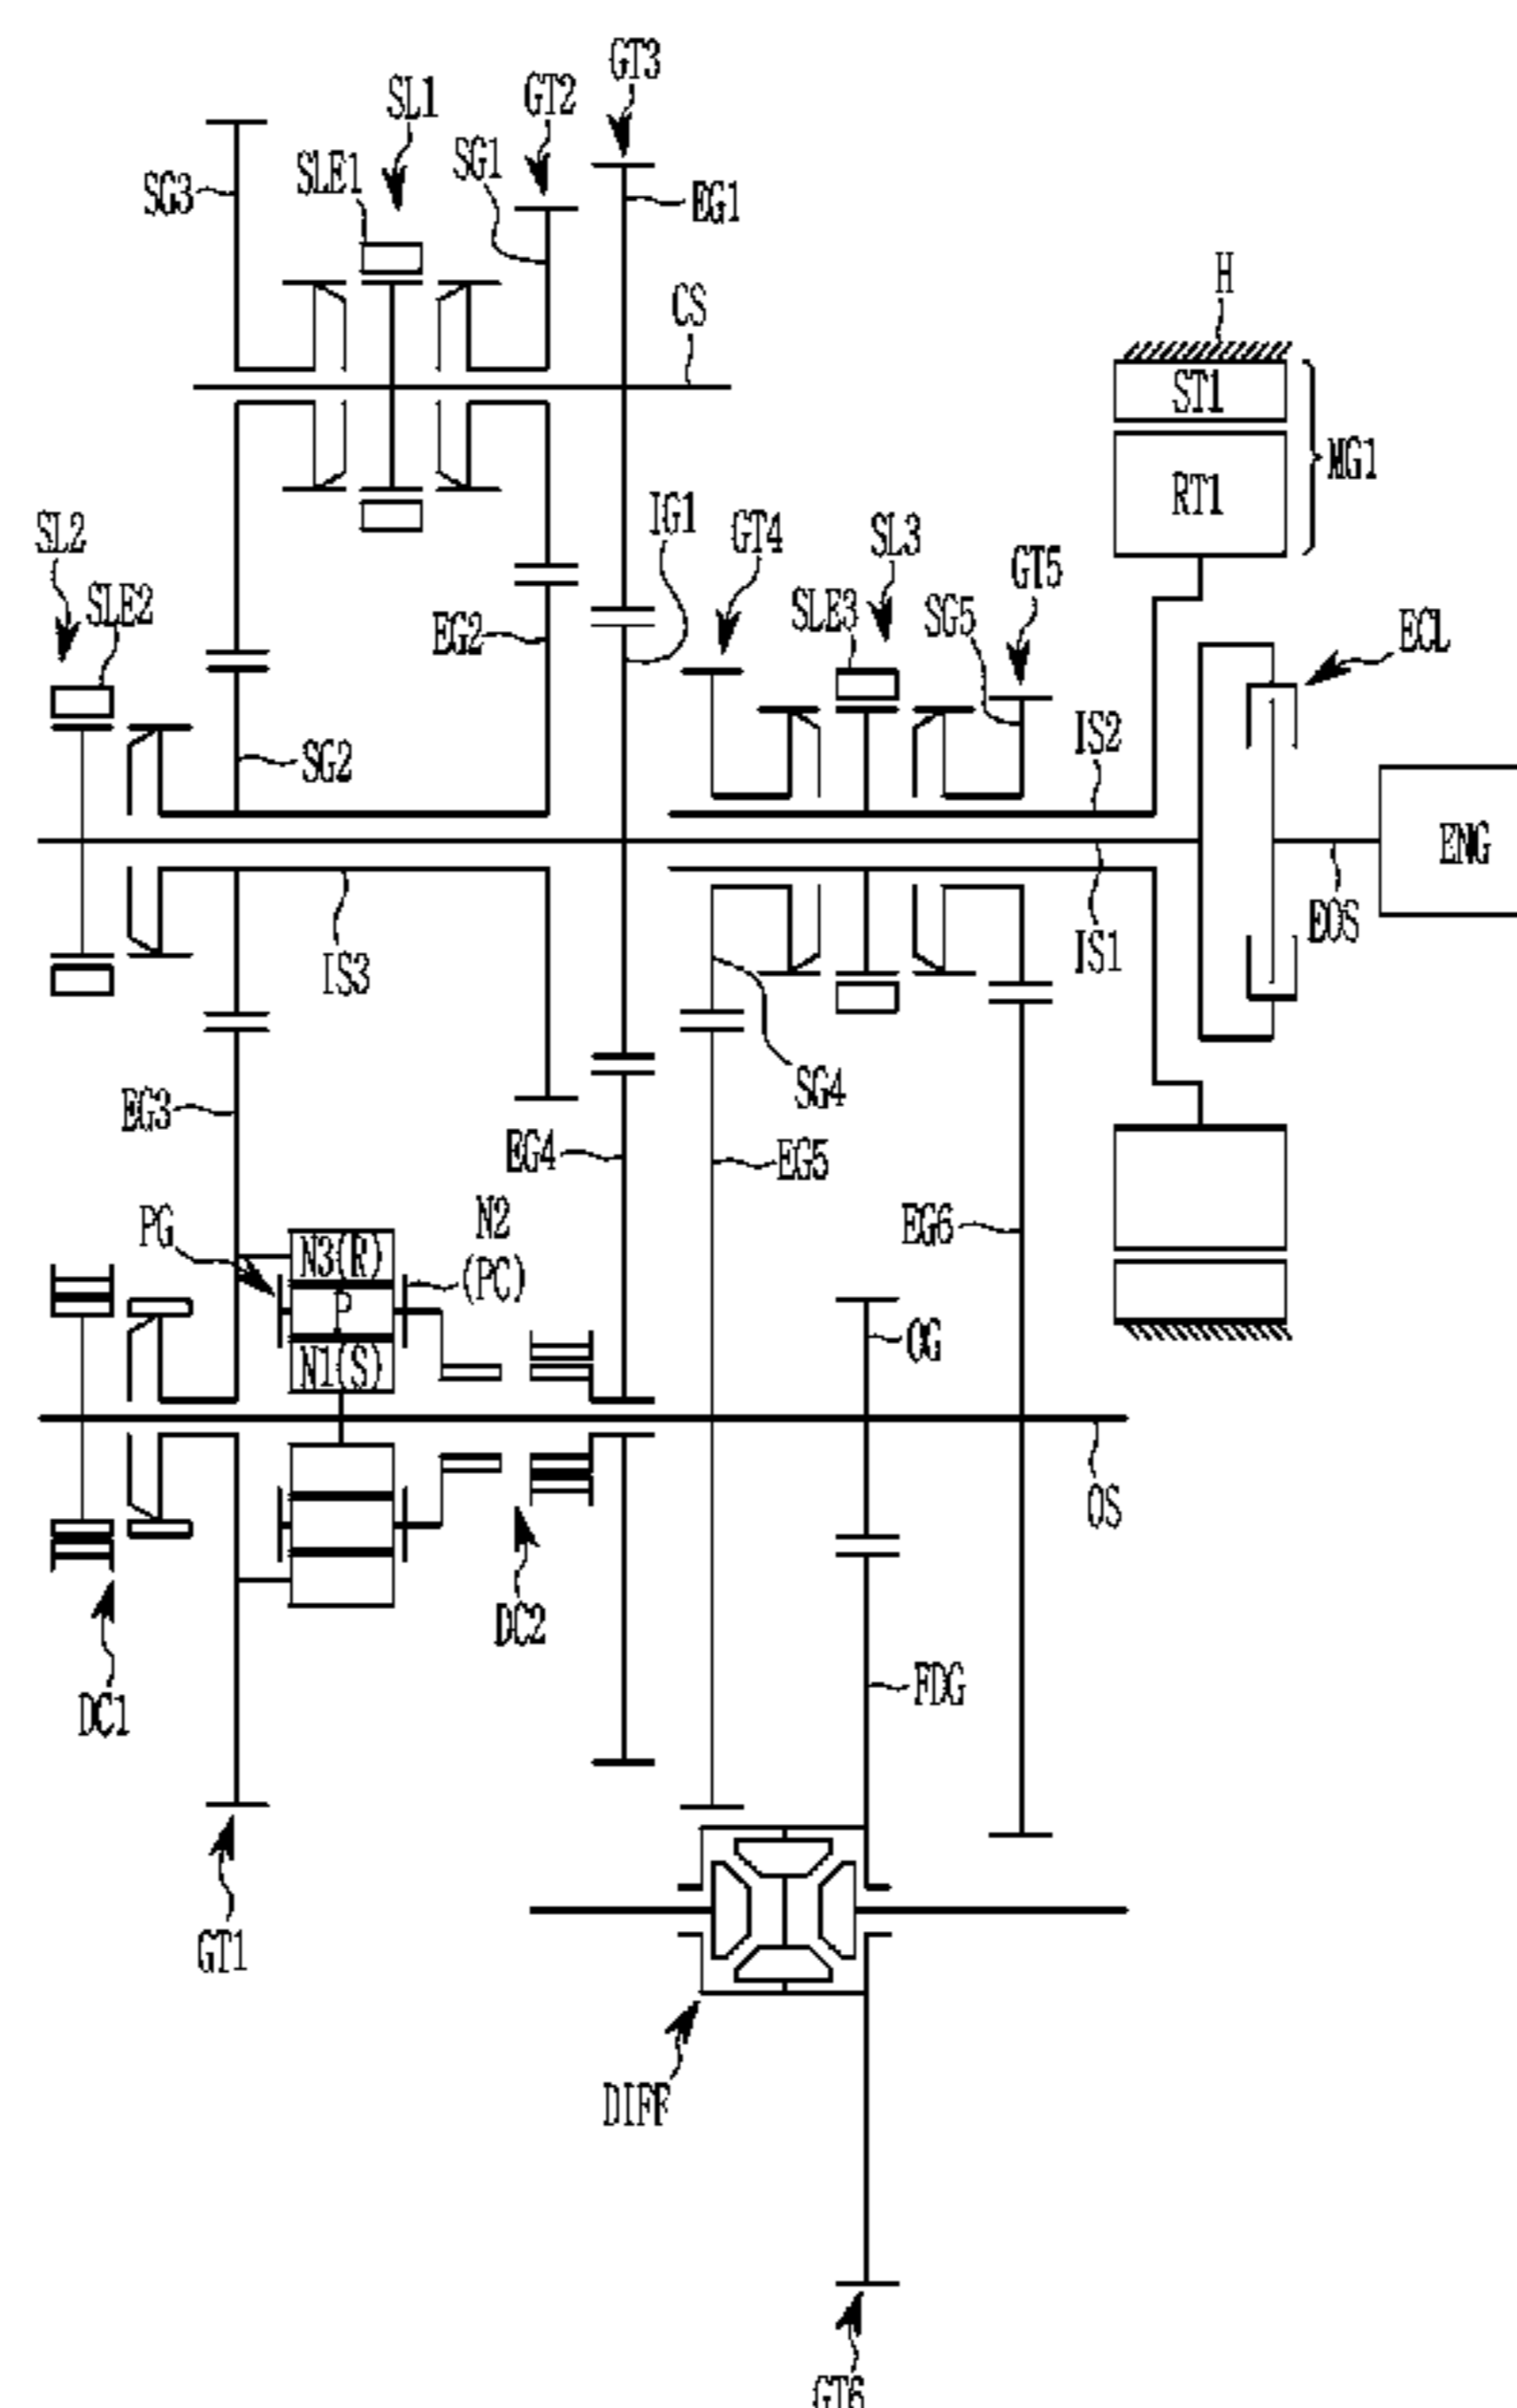 GT3
SL1
GT2
SG1
SLE1
SG3
EG1
H
CS
ST1
MG1
RT1
IG1
SL2
GT4
SL3
GT5
SLE2
SLE3
SG5
EG2
ECL
IS2
SG2
ENG
EOS
IS1
IS3
SG4
EG3
EG4
EG5
PG
N2
(PC)
EG6
N3(R)
P
N1(S)
OG
OS
DC2
FDG
DC1
GT1
DIFF
GT6